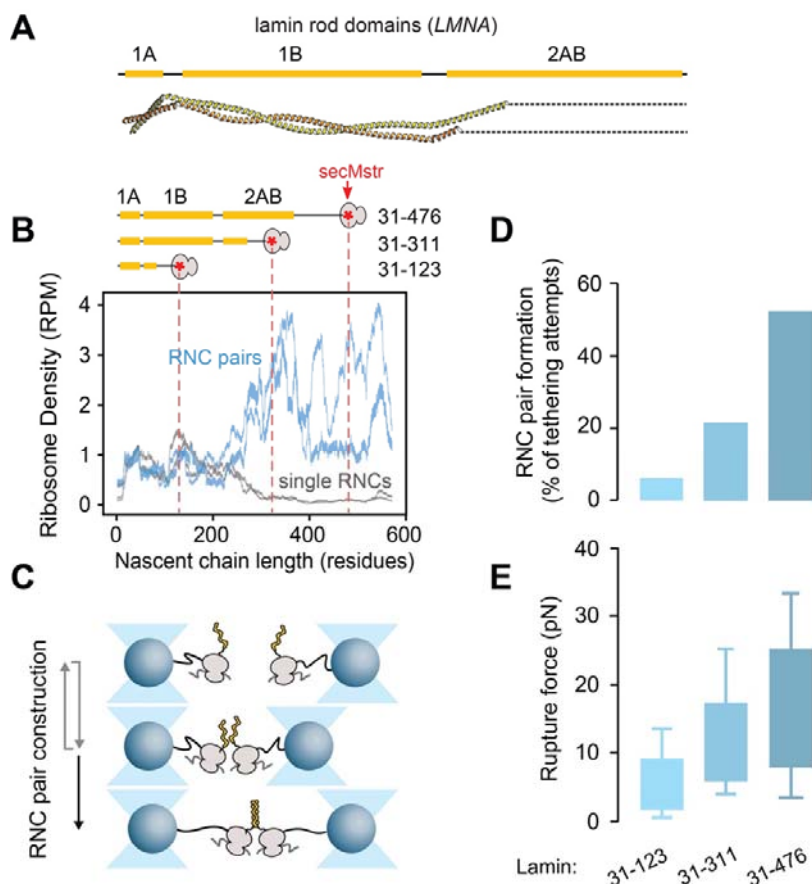 A
lamin rod domains (LMNA)
1A 1B 2AB
secMstr
1A 1B 2AB
31-476
31-311
31-123
B
Ribosome Density (RPM)
4
3
2
1
0
RNC pairs
single RNCs
0 200 400 600
Nascent chain length (residues)
C
RNC pair construction
D
RNC pair formation
(% of tethering attempts)
60
40
20
0
E
Rupture force (pN)
40
30
20
10
0
Lamin: 31-123 31-311 31-476